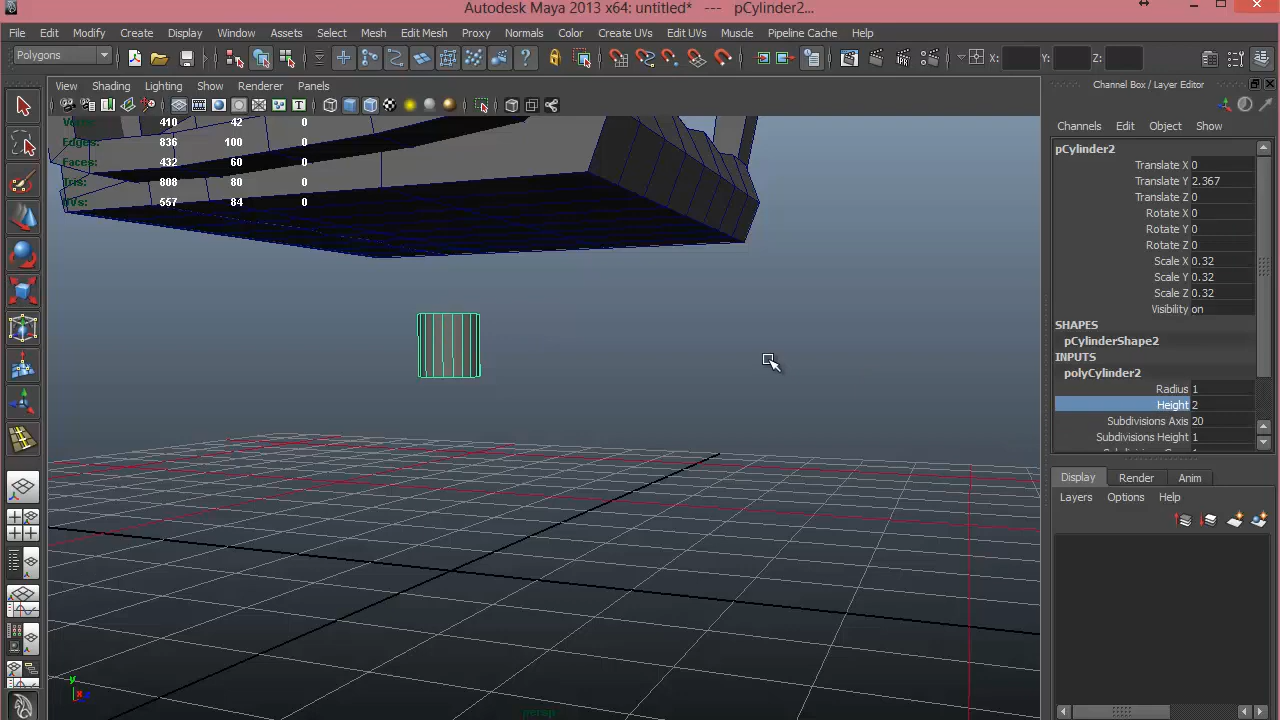 Autodesk Maya 2013 x64: untitled* --- pCylinder2...
File Edit Modify Create Display Window Assets Select Mesh Edit Mesh Proxy Normals Color Create UVs Edit UVs Muscle Pipeline Cache Help
Polygons X: Y: Z:
View Shading Lighting Show Renderer Panels
Channel Box / Layer Editor
Channels Edit Object Show
410 42 0
Edges: 836 100 0
Faces: 432 60 0
Tris: 808 80 0
UVs: 557 84 0
pCylinder2
Translate X 0
Translate Y 2.367
Translate Z 0
Rotate X 0
Rotate Y 0
Rotate Z 0
Scale X 0.32
Scale Y 0.32
Scale Z 0.32
Visibility on
SHAPES
pCylinderShape2
INPUTS
polyCylinder2
Radius 1
Height 2
Subdivisions Axis 20
Subdivisions Height 1
Display Render Anim
Layers Options Help
y
x z
persp